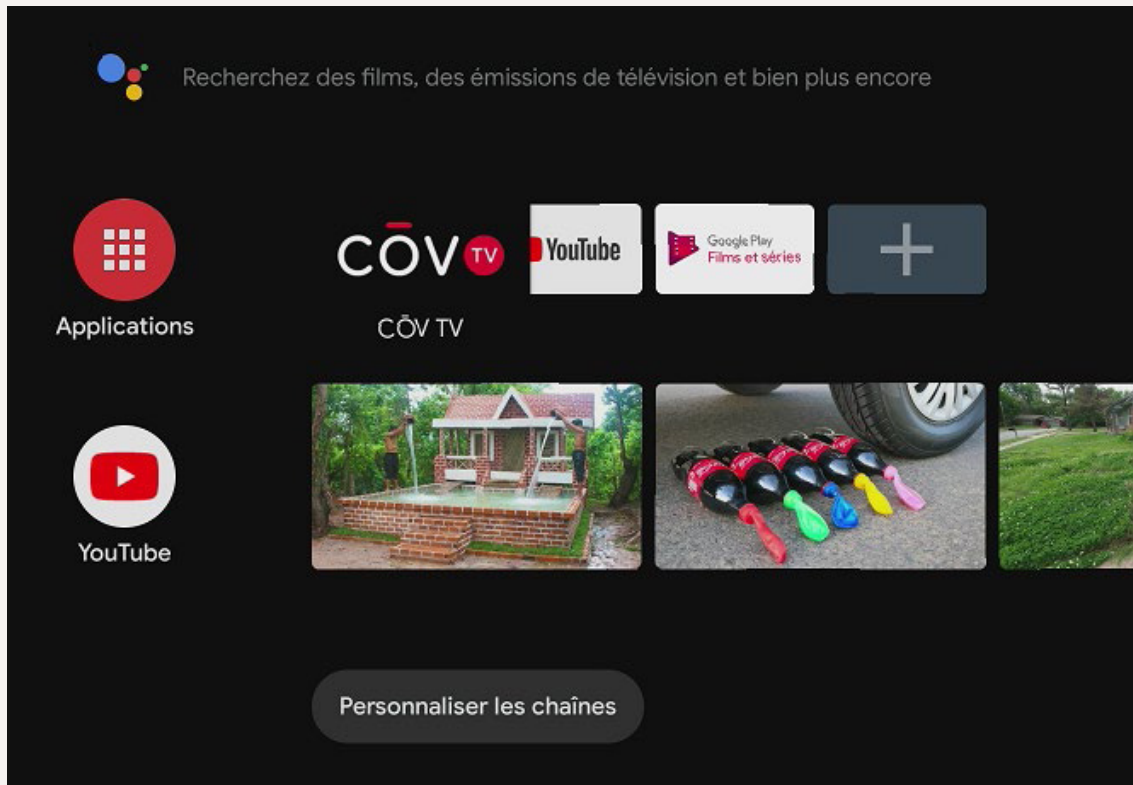 Recherchez des films, des émissions de télévision et bien plus encore
CŌV TV
YouTube
Google Play
Films et séries
Applications
CŌV TV
YouTube
Personnaliser les chaînes